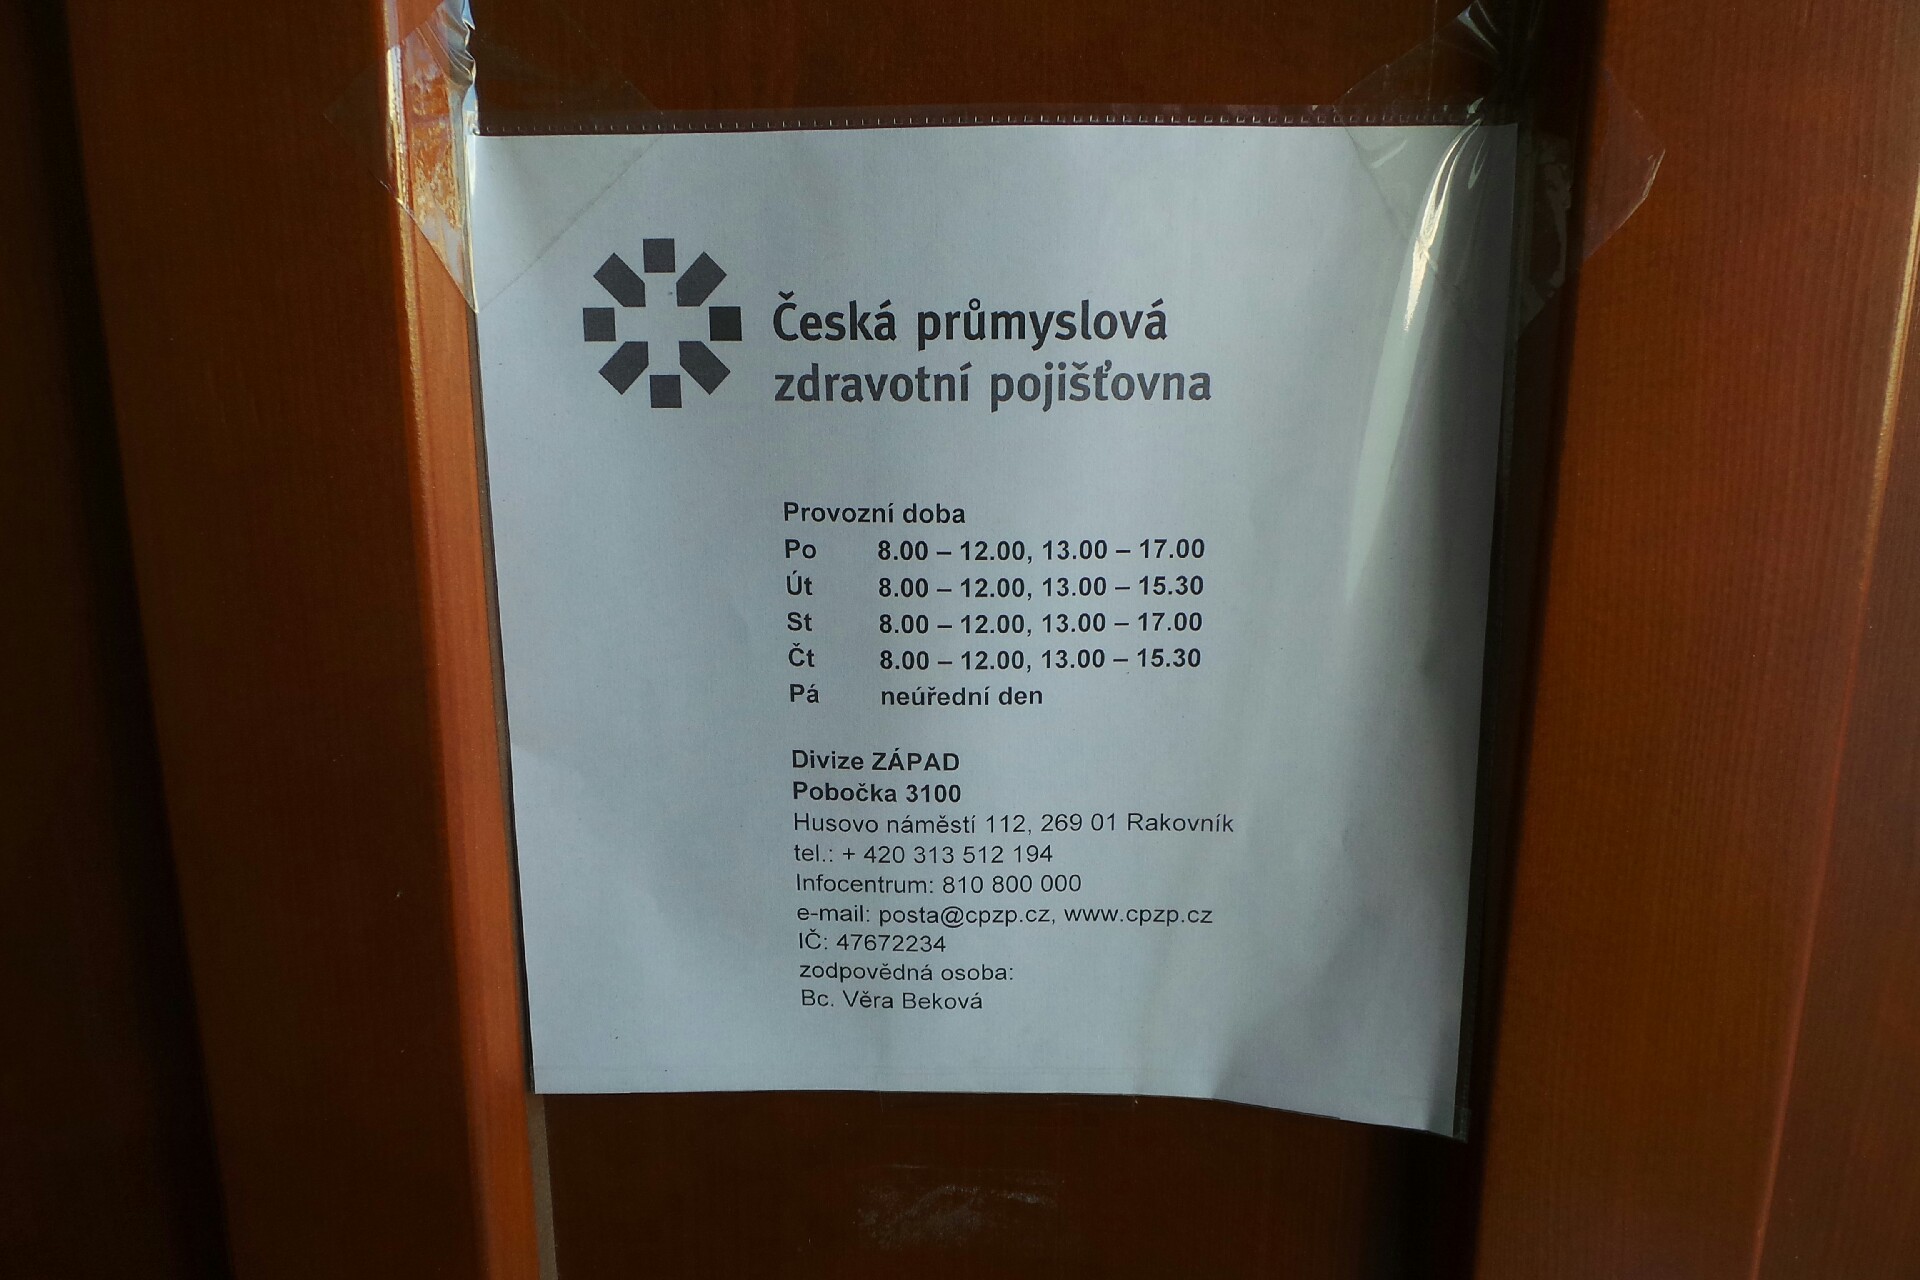 Česká průmyslová
zdravotní pojišťovna
Provozní doba
Po 8.00 – 12.00, 13.00 – 17.00
Út 8.00 – 12.00, 13.00 – 15.30
St 8.00 – 12.00, 13.00 – 17.00
Čt 8.00 – 12.00, 13.00 – 15.30
Pá neúřední den
Divize ZÁPAD
Pobočka 3100
Husovo náměstí 112, 269 01 Rakovník
tel.: + 420 313 512 194
Infocentrum: 810 800 000
e-mail: posta@cpzp.cz, www.cpzp.cz
IČ: 47672234
zodpovědná osoba:
Bc. Věra Beková